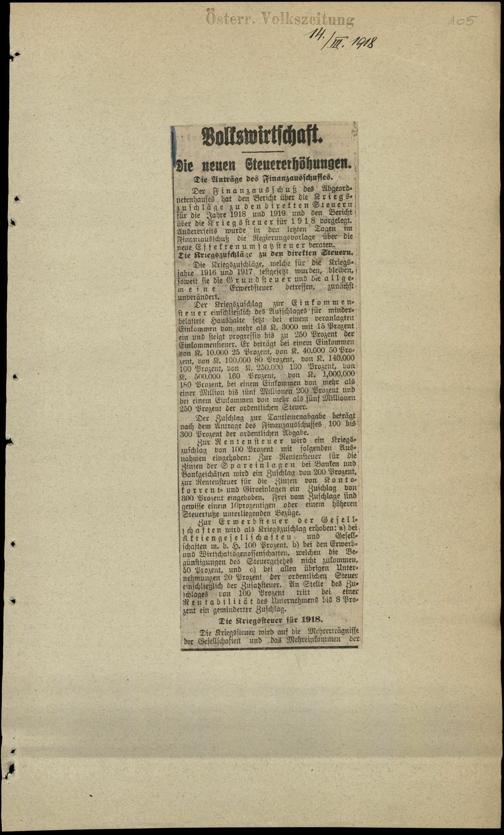 Österr. Volkszeitung
105
14./III. 1918
Volkswirtschaft.
Die neuen Steuererhöhungen.
Die Anträge des Finanzausschusses.
Der Finanzausschuß des Abgeord-
netenhauses hat den Bericht über die Kriegs-
zuschläge zu den direkten Steuern
für die Jahre 1918 und 1919 und den Bericht
über die Kriegssteuer für 1918 vorgelegt.
Andererseits wurde in den letzten Tagen im
Finanzausschuß die Regierungsvorlage über die
neue Effektenumsatzsteuer beraten.
Die Kriegszuschläge zu den direkten Steuern.
Die Kriegszuschläge, welche für die Kriegs-
jahre 1916 und 1917 festgesetzt wurden, bleiben,
soweit sie die Grundsteuer und die allge-
meine Erwerbsteuer betreffen, zunächst
unverändert.
Der Kriegszuschlag zur Einkommen-
steuer einschließlich des Aufschlages für minder-
belastete Haushalte setzt bei einem veranlagten
Einkommen von mehr als K. 3000 mit 15 Prozent
ein und steigt progressiv bis zu 250 Prozent der
Einkommensteuer. Er beträgt bei einem Einkommen
von K. 10.000 25 Prozent, von K. 40.000 50 Pro-
zent, von K. 100.000 80 Prozent, von K. 140.000
100 Prozent, von K. 250.000 130 Prozent, von
K. 500.000 160 Prozent, von K. 1,000.000
180 Prozent, bei einem Einkommen von mehr als
einer Million bis fünf Millionen 200 Prozent und
bei einem Einkommen von mehr als fünf Millionen
250 Prozent der ordentlichen Steuer.
Der Zuschlag zur Tantiemenabgabe beträgt
nach dem Antrage des Finanzausschusses 100 bis
300 Prozent der ordentlichen Abgabe.
Zur Rentensteuer wird ein Kriegs-
zuschlag von 100 Prozent mit folgenden Aus-
nahmen eingehoben: Zur Rentensteuer für die
Zinsen der Spareinlagen bei Banken und
Bankgeschäften wird ein Zuschlag von 200 Prozent,
zur Rentensteuer für die Zinsen von Konto-
korrent- und Giroeinlagen ein Zuschlag von
300 Prozent eingehoben. Frei vom Zuschlage sind
gewisse einem 10prozentigen oder einem höheren
Steuersatze unterliegenden Bezüge.
Zur Erwerbsteuer der Gesell-
schaften wird als Kriegszuschlag erhoben: a) bei
Aktiengesellschaften und Gesell-
schaften m. b. H. 100 Prozent, b) bei den Erwerb-
und Wirtschaftsgenossenschaften, welchen die Be-
günstigungen des Steuergesetzes nicht zukommen,
50 Prozent, und c) bei allen übrigen Unter-
nehmungen 20 Prozent der ordentlichen Steuer
einschließlich der Zusatzsteuer. An Stelle des Zu-
schlages von 100 Prozent tritt bei einer
Rentabilität des Unternehmens bis 8 Pro-
zent ein geminderter Zuschlag.
Die Kriegssteuer für 1918.
Die Kriegssteuer wird auf die Mehrerträgnisse
der Gesellschaften und das Mehreinkommen der